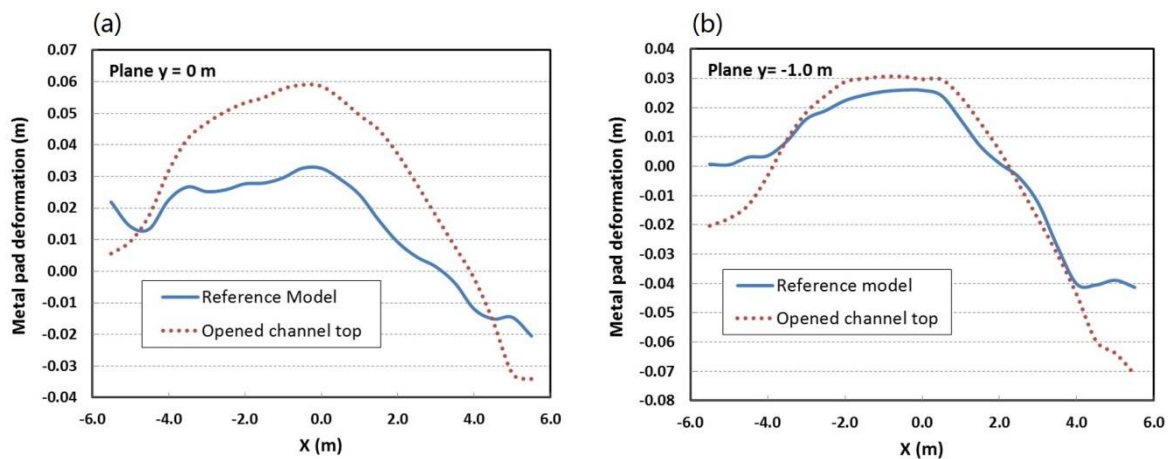 (a)
0.07
0.06
0.05
0.04
0.03
0.02
0.01
0.00
-0.01
-0.02
-0.03
-0.04
Metal pad deformation (m)
Plane y = 0 m
Reference Model
Opened channel top
-6.0 -4.0 -2.0 0.0 2.0 4.0 6.0
X (m)
(b)
0.04
0.03
0.02
0.01
0.00
-0.01
-0.02
-0.03
-0.04
-0.05
-0.06
-0.07
-0.08
Metal pad deformation (m)
Plane y= -1.0 m
Reference model
Opened channel top
-6.0 -4.0 -2.0 0.0 2.0 4.0 6.0
X (m)